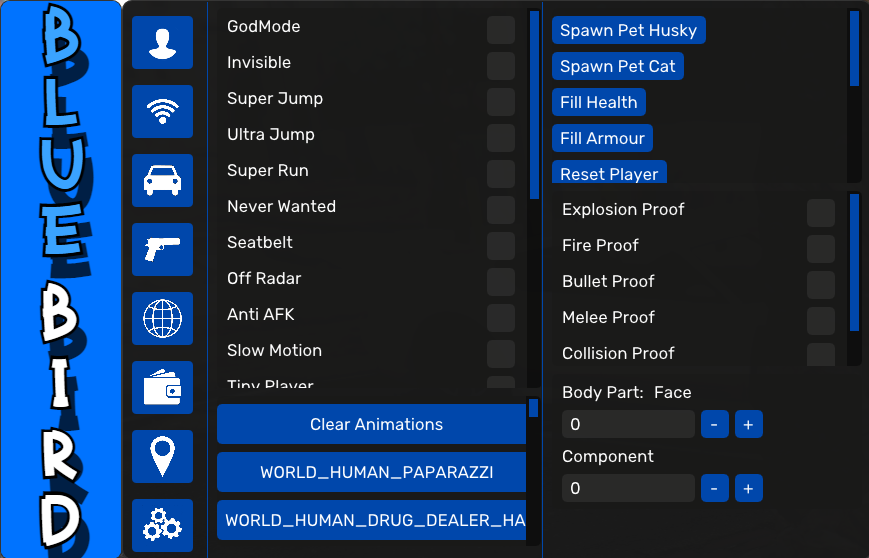 BLUEBIRD
GodMode
Invisible
Super Jump
Ultra Jump
Super Run
Never Wanted
Seatbelt
Off Radar
Anti AFK
Slow Motion
Tiny Player
Clear Animations
WORLD_HUMAN_PAPARAZZI
WORLD_HUMAN_DRUG_DEALER_HA
Spawn Pet Husky
Spawn Pet Cat
Fill Health
Fill Armour
Reset Player
Explosion Proof
Fire Proof
Bullet Proof
Melee Proof
Collision Proof
Body Part: Face
0 - +
Component
0 - +